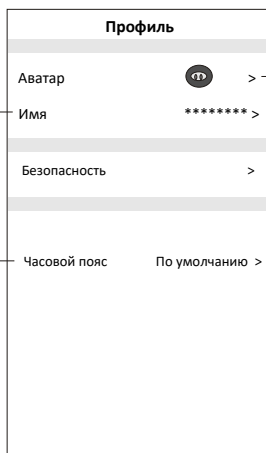 Профиль
Аватар >
Имя ******** >
Безопасность >
Часовой пояс По умолчанию >